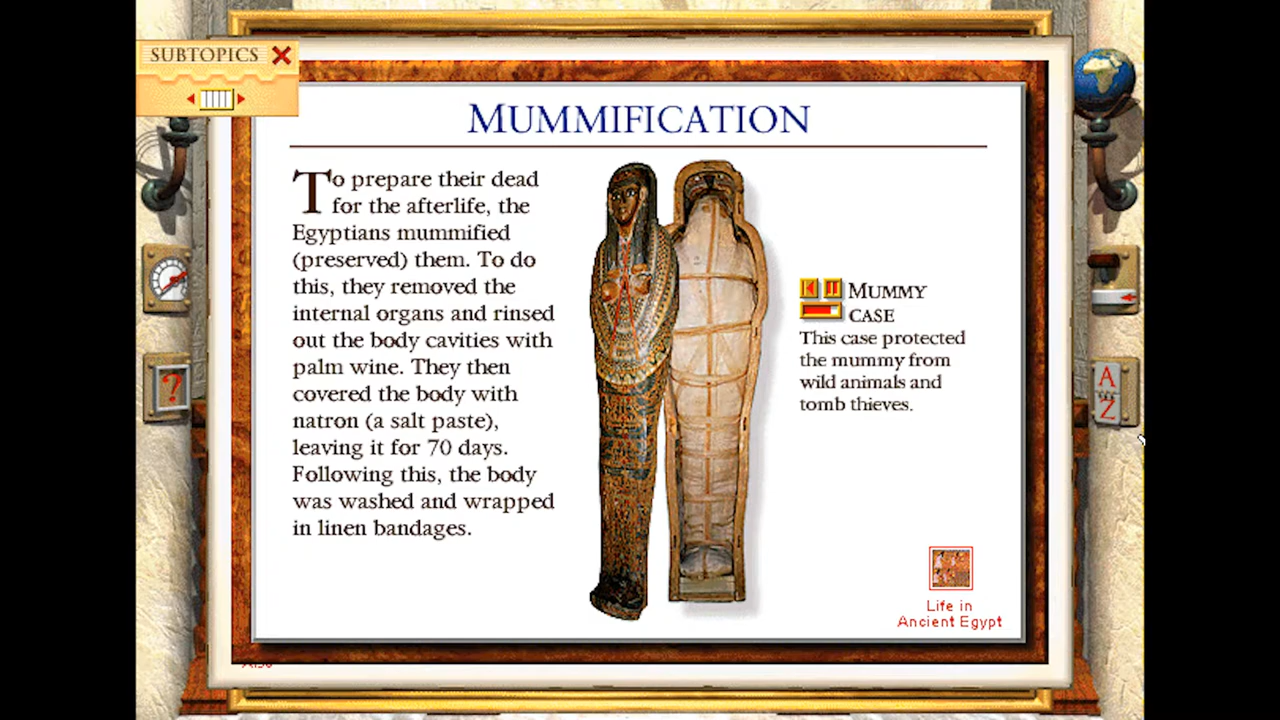 SUBTOPICS
MUMMIFICATION
To prepare their dead
for the afterlife, the
Egyptians mummified
(preserved) them. To do
this, they removed the
internal organs and rinsed
out the body cavities with
palm wine. They then
covered the body with
natron (a salt paste),
leaving it for 70 days.
Following this, the body
was washed and wrapped
in linen bandages.
MUMMY
CASE
This case protected
the mummy from
wild animals and
tomb thieves.
Life in
Ancient Egypt
?
A
Z